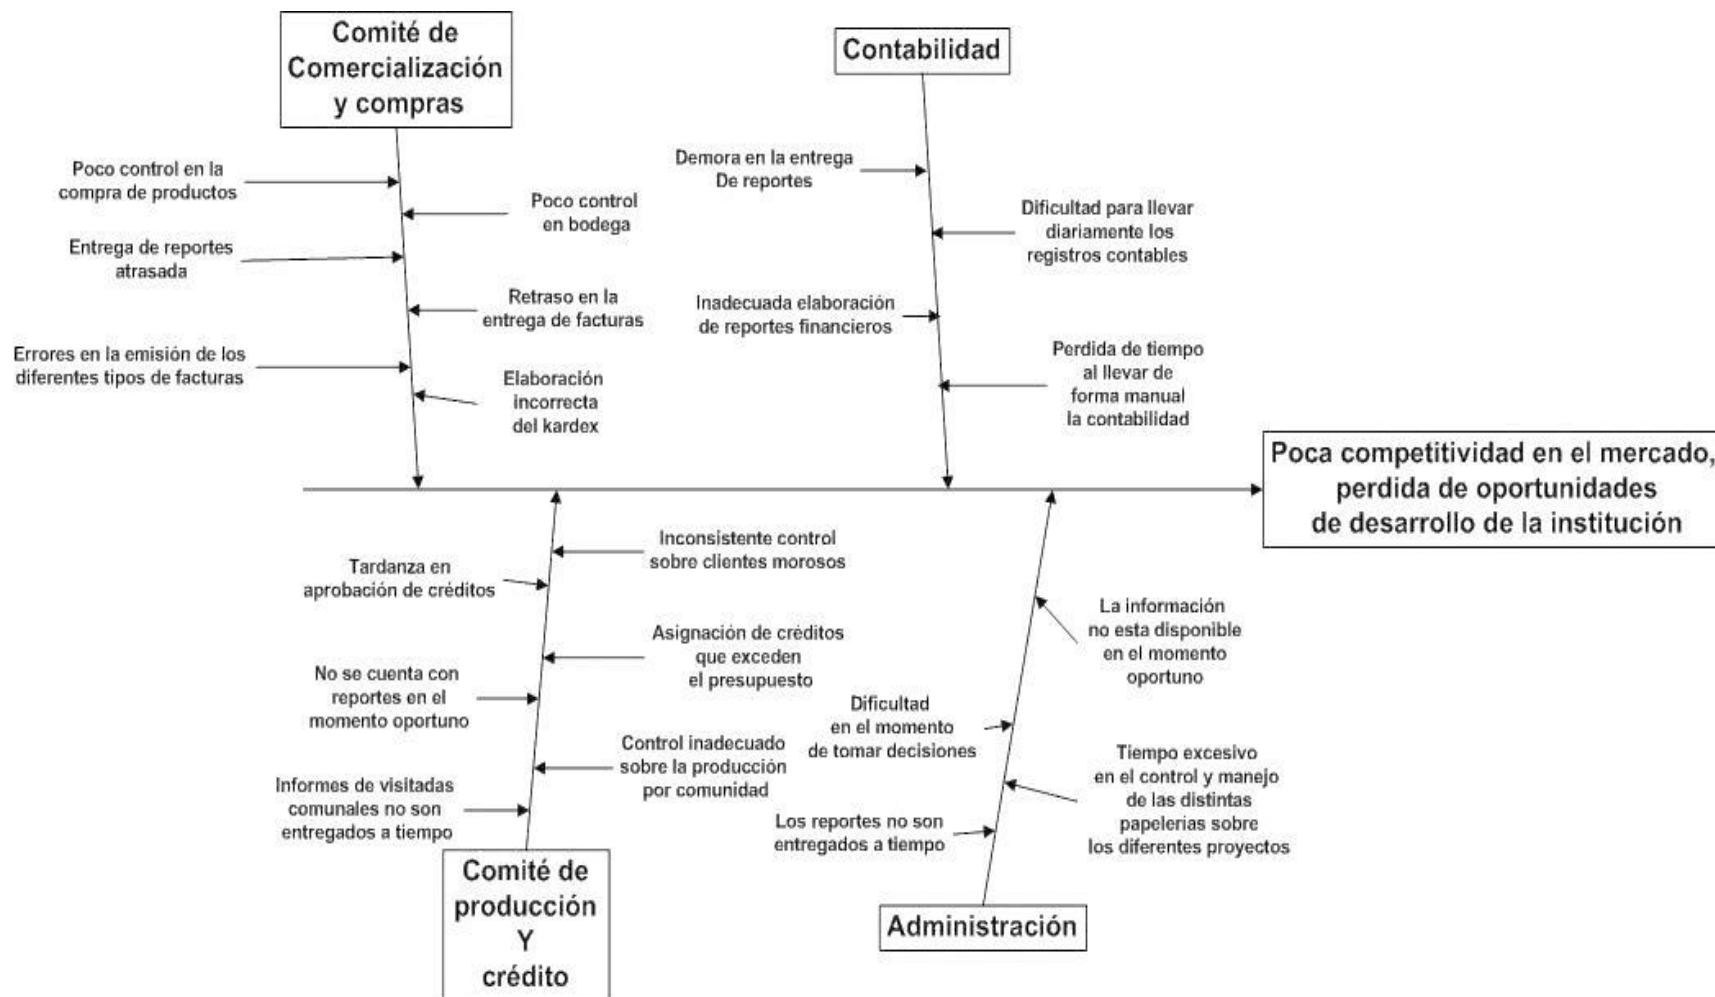 Comité de
Comercialización
y compras
Contabilidad
Poco control en la
compra de productos
Poco control
en bodega
Entrega de reportes
atrasada
Retraso en la
entrega de facturas
Errores en la emisión de los
diferentes tipos de facturas
Elaboración
incorrecta
del kardex
Demora en la entrega
De reportes
Dificultad para llevar
diariamente los
registros contables
Inadecuada elaboración
de reportes financieros
Perdida de tiempo
al llevar de
forma manual
la contabilidad
Poca competitividad en el mercado,
perdida de oportunidades
de desarrollo de la institución
Inconsistente control
sobre clientes morosos
Tardanza en
aprobación de créditos
Asignación de créditos
que exceden
el presupuesto
No se cuenta con
reportes en el
momento oportuno
Control inadecuado
sobre la producción
por comunidad
Informes de visitadas
comunales no son
entregados a tiempo
Comité de
producción
Y
crédito
La información
no esta disponible
en el momento
oportuno
Dificultad
en el momento
de tomar decisiones
Tiempo excesivo
en el control y manejo
de las distintas
papelerias sobre
los diferentes proyectos
Los reportes no son
entregados a tiempo
Administración